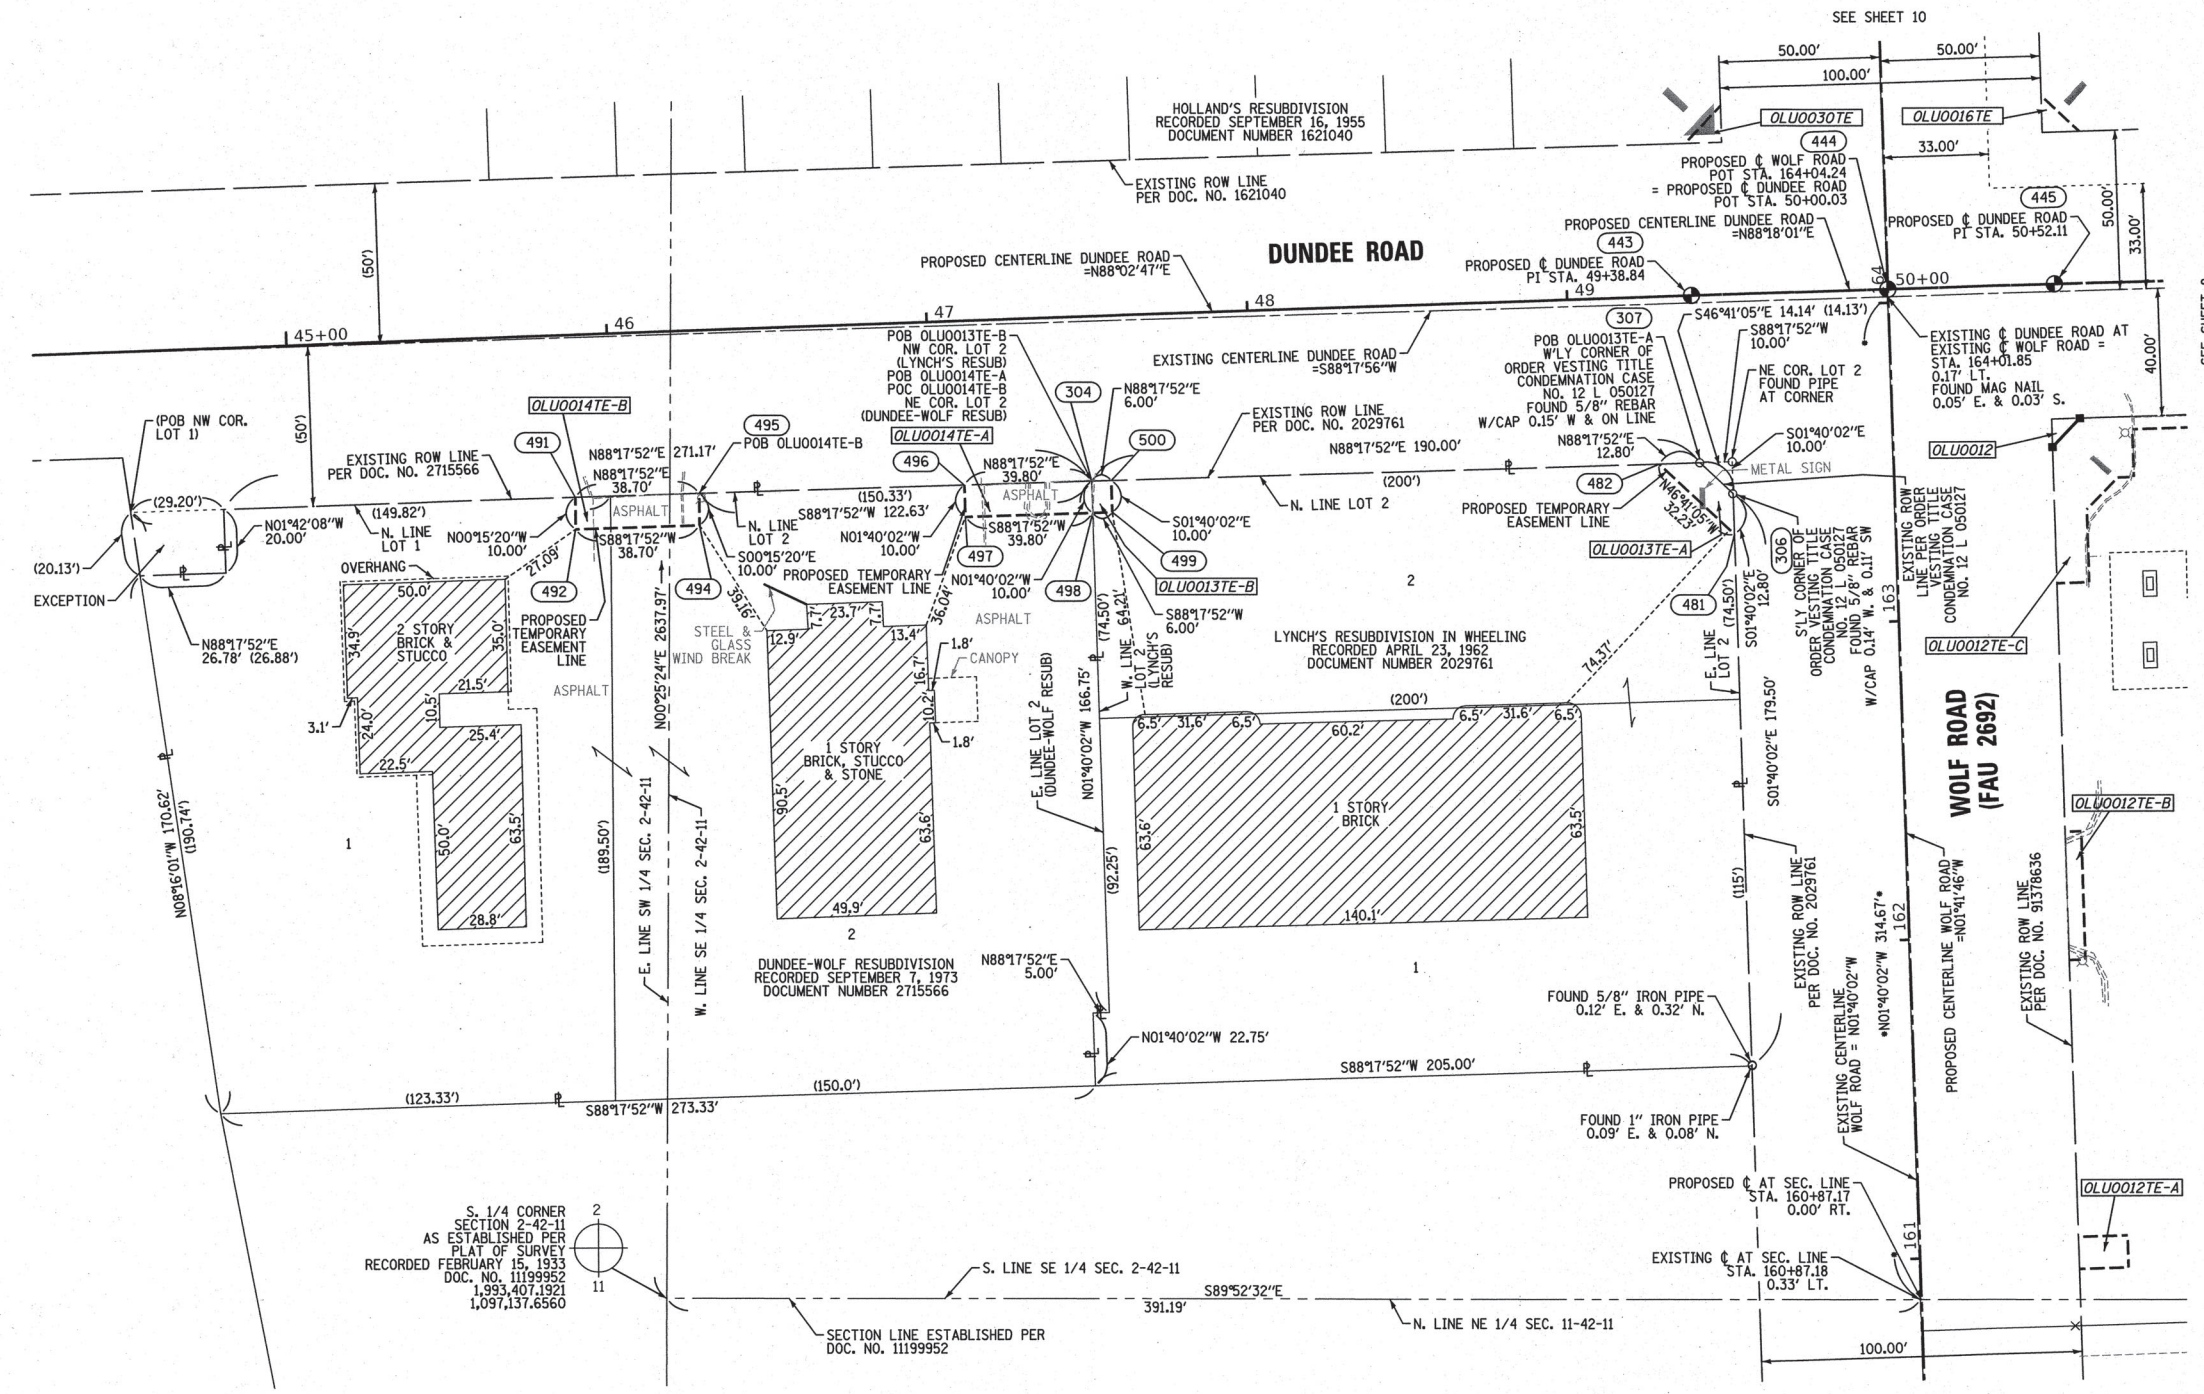 SEE SHEET 10
50.00'
50.00'
100.00'
HOLLAND'S RESUBDIVISION
RECORDED SEPTEMBER 16, 1955
DOCUMENT NUMBER 1621040
0LU0030TE
0LU0016TE
444
33.00'
PROPOSED ℄ WOLF ROAD
POT STA. 164+04.24
= PROPOSED ℄ DUNDEE ROAD
POT STA. 50+00.03
EXISTING ROW LINE
PER DOC. NO. 1621040
445
PROPOSED ℄ DUNDEE ROAD
PI STA. 50+52.11
50.00'
33.00'
PROPOSED CENTERLINE DUNDEE ROAD
=N88°18'01"E
443
PROPOSED ℄ DUNDEE ROAD
PI STA. 49+38.84
DUNDEE ROAD
PROPOSED CENTERLINE DUNDEE ROAD
=N88°02'47"E
(50')
45+00
46
47
48
49
50+00
164
S46°41'05"E 14.14' (14.13')
307
S88°17'52"W
10.00'
POB OLU0013TE-A
W'LY CORNER OF
ORDER VESTING TITLE
CONDEMNATION CASE
NO. 12 L 050127
FOUND 5/8" REBAR
W/CAP 0.15' W & ON LINE
NE COR. LOT 2
FOUND PIPE
AT CORNER
EXISTING ℄ DUNDEE ROAD AT
EXISTING ℄ WOLF ROAD =
STA. 164+01.85
0.17' LT.
FOUND MAG NAIL
0.05' E. & 0.03' S.
40.00'
EXISTING CENTERLINE DUNDEE ROAD
=S88°17'56"W
POB OLU0013TE-B
NW COR. LOT 2
(LYNCH'S RESUB)
POB OLU0014TE-A
POC OLU0014TE-B
NE COR. LOT 2
(DUNDEE-WOLF RESUB)
304
N88°17'52"E
6.00'
500
EXISTING ROW LINE
PER DOC. NO. 2029761
N88°17'52"E 190.00'
(200')
N. LINE LOT 2
N88°17'52"E
12.80'
482
S01°40'02"E
10.00'
METAL SIGN
PROPOSED TEMPORARY
EASEMENT LINE
N46°41'05"W
32.23'
0LU0013TE-A
481
306
S'LY CORNER OF
ORDER VESTING TITLE
CONDEMNATION CASE
NO. 12 L 050127
FOUND 5/8" REBAR
W/CAP 0.14' W. & 0.11' SW
EXISTING ROW
LINE PER ORDER
VESTING TITLE
CONDEMNATION CASE
NO. 12 L 050127
0LU0012
0LU0012TE-C
(50')
0LU0014TE-B
491
495
POB OLU0014TE-B
N88°17'52"E 271.17'
N88°17'52"E
38.70'
ASPHALT
S88°17'52"W
38.70'
0LU0014TE-A
496
N88°17'52"E
39.80'
ASPHALT
S88°17'52"W
39.80'
(150.33')
S88°17'52"W 122.63'
N. LINE
LOT 2
N01°40'02"W
10.00'
497
S01°40'02"E
10.00'
499
0LU0013TE-B
498
N01°40'02"W
10.00'
S88°17'52"W
6.00'
(POB NW COR.
LOT 1)
EXISTING ROW LINE
PER DOC. NO. 2715566
(29.20')
(149.82')
N. LINE
LOT 1
N01°42'08"W
20.00'
(20.13')
EXCEPTION
N88°17'52"E
26.78' (26.88')
N00°15'20"W
10.00'
492
27.09'
PROPOSED
TEMPORARY
EASEMENT
LINE
494
S00°15'20"E
10.00'
39.16'
PROPOSED TEMPORARY
EASEMENT LINE
36.04'
STEEL &
GLASS
WIND BREAK
OVERHANG
50.0'
34.9'
2 STORY
BRICK &
STUCCO
35.0'
21.5'
10.5'
25.4'
3.1'
24.0'
22.5'
50.0'
63.5'
28.8'
ASPHALT
N00°25'24"E 2637.97'
12.9'
7.7'
23.7'
7.7'
13.4'
1.8'
16.7'
CANOPY
10.2'
1.8'
ASPHALT
1 STORY
BRICK, STUCCO
& STONE
90.5'
63.6'
49.9'
2
(74.50')
64.21'
W. LINE
LOT 2
(LYNCH'S
RESUB)
2
LYNCH'S RESUBDIVISION IN WHEELING
RECORDED APRIL 23, 1962
DOCUMENT NUMBER 2029761
74.37'
E. LINE
LOT 2
(74.50')
S01°40'02"E
12.80'
(200')
6.5'
31.6'
6.5'
60.2'
6.5'
31.6'
6.5'
1 STORY
BRICK
63.6'
63.5'
140.1'
1
N08°16'01"W 170.62'
(190.74')
1
(189.50')
E. LINE SW 1/4 SEC. 2-42-11
W. LINE SE 1/4 SEC. 2-42-11
E. LINE LOT 2
(DUNDEE-WOLF RESUB)
N01°40'02"W 166.75'
(92.25')
DUNDEE-WOLF RESUBDIVISION
RECORDED SEPTEMBER 7, 1973
DOCUMENT NUMBER 2715566
N88°17'52"E
5.00'
N01°40'02"W 22.75'
S01°40'02"E 179.50'
(115')
EXISTING ROW LINE
PER DOC. NO. 2029761
163
162
161
WOLF ROAD
(FAU 2692)
0LU0012TE-B
EXISTING CENTERLINE
WOLF ROAD = N01°40'02"W
•N01°40'02"W 314.67'•
PROPOSED CENTERLINE WOLF ROAD
=N01°41'46"W
EXISTING ROW LINE
PER DOC. NO. 91378636
FOUND 5/8" IRON PIPE
0.12' E. & 0.32' N.
S88°17'52"W 205.00'
FOUND 1" IRON PIPE
0.09' E. & 0.08' N.
(123.33')
(150.0')
S88°17'52"W 273.33'
PROPOSED ℄ AT SEC. LINE
STA. 160+87.17
0.00' RT.
0LU0012TE-A
EXISTING ℄ AT SEC. LINE
STA. 160+87.18
0.33' LT.
S. 1/4 CORNER
SECTION 2-42-11
AS ESTABLISHED PER
PLAT OF SURVEY
RECORDED FEBRUARY 15, 1933
DOC. NO. 11199952
1,993,407.1921
1,097,137.6560
2
11
S. LINE SE 1/4 SEC. 2-42-11
S89°52'32"E
391.19'
N. LINE NE 1/4 SEC. 11-42-11
SECTION LINE ESTABLISHED PER
DOC. NO. 11199952
100.00'